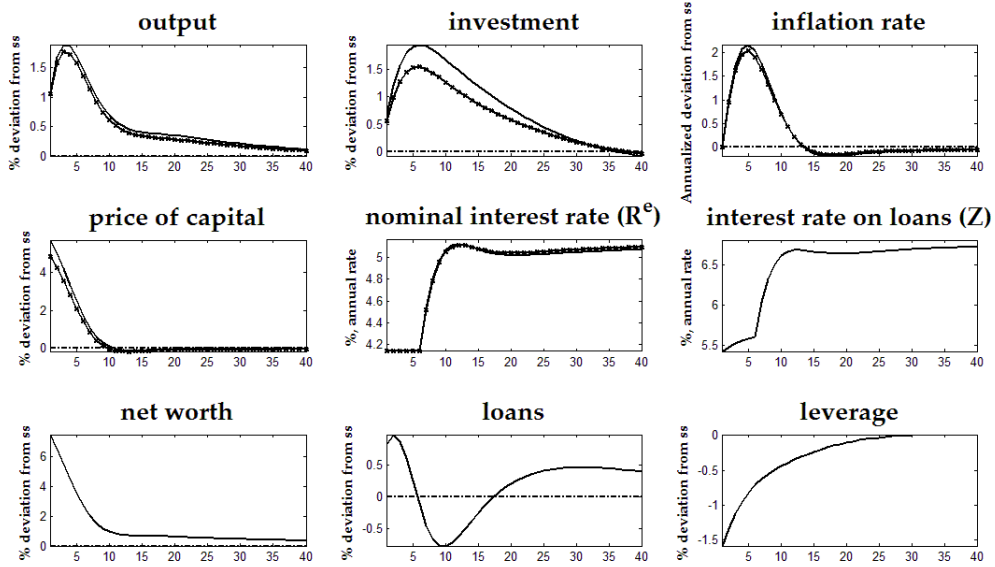 output
% deviation from ss
1.5
1
0.5
0
5 10 15 20 25 30 35 40
investment
% deviation from ss
1.5
1
0.5
0
5 10 15 20 25 30 35 40
inflation rate
Annualized deviation from ss
2
1.5
1
0.5
0
5 10 15 20 25 30 35 40
price of capital
% deviation from ss
4
2
0
5 10 15 20 25 30 35 40
nominal interest rate (Rᵉ)
%, annual rate
5
4.8
4.6
4.4
4.2
5 10 15 20 25 30 35 40
interest rate on loans (Z)
%, annual rate
6.5
6
5.5
5 10 15 20 25 30 35 40
net worth
% deviation from ss
6
4
2
0
5 10 15 20 25 30 35 40
loans
% deviation from ss
0.5
0
-0.5
5 10 15 20 25 30 35 40
leverage
% deviation from ss
0
-0.5
-1
-1.5
5 10 15 20 25 30 35 40